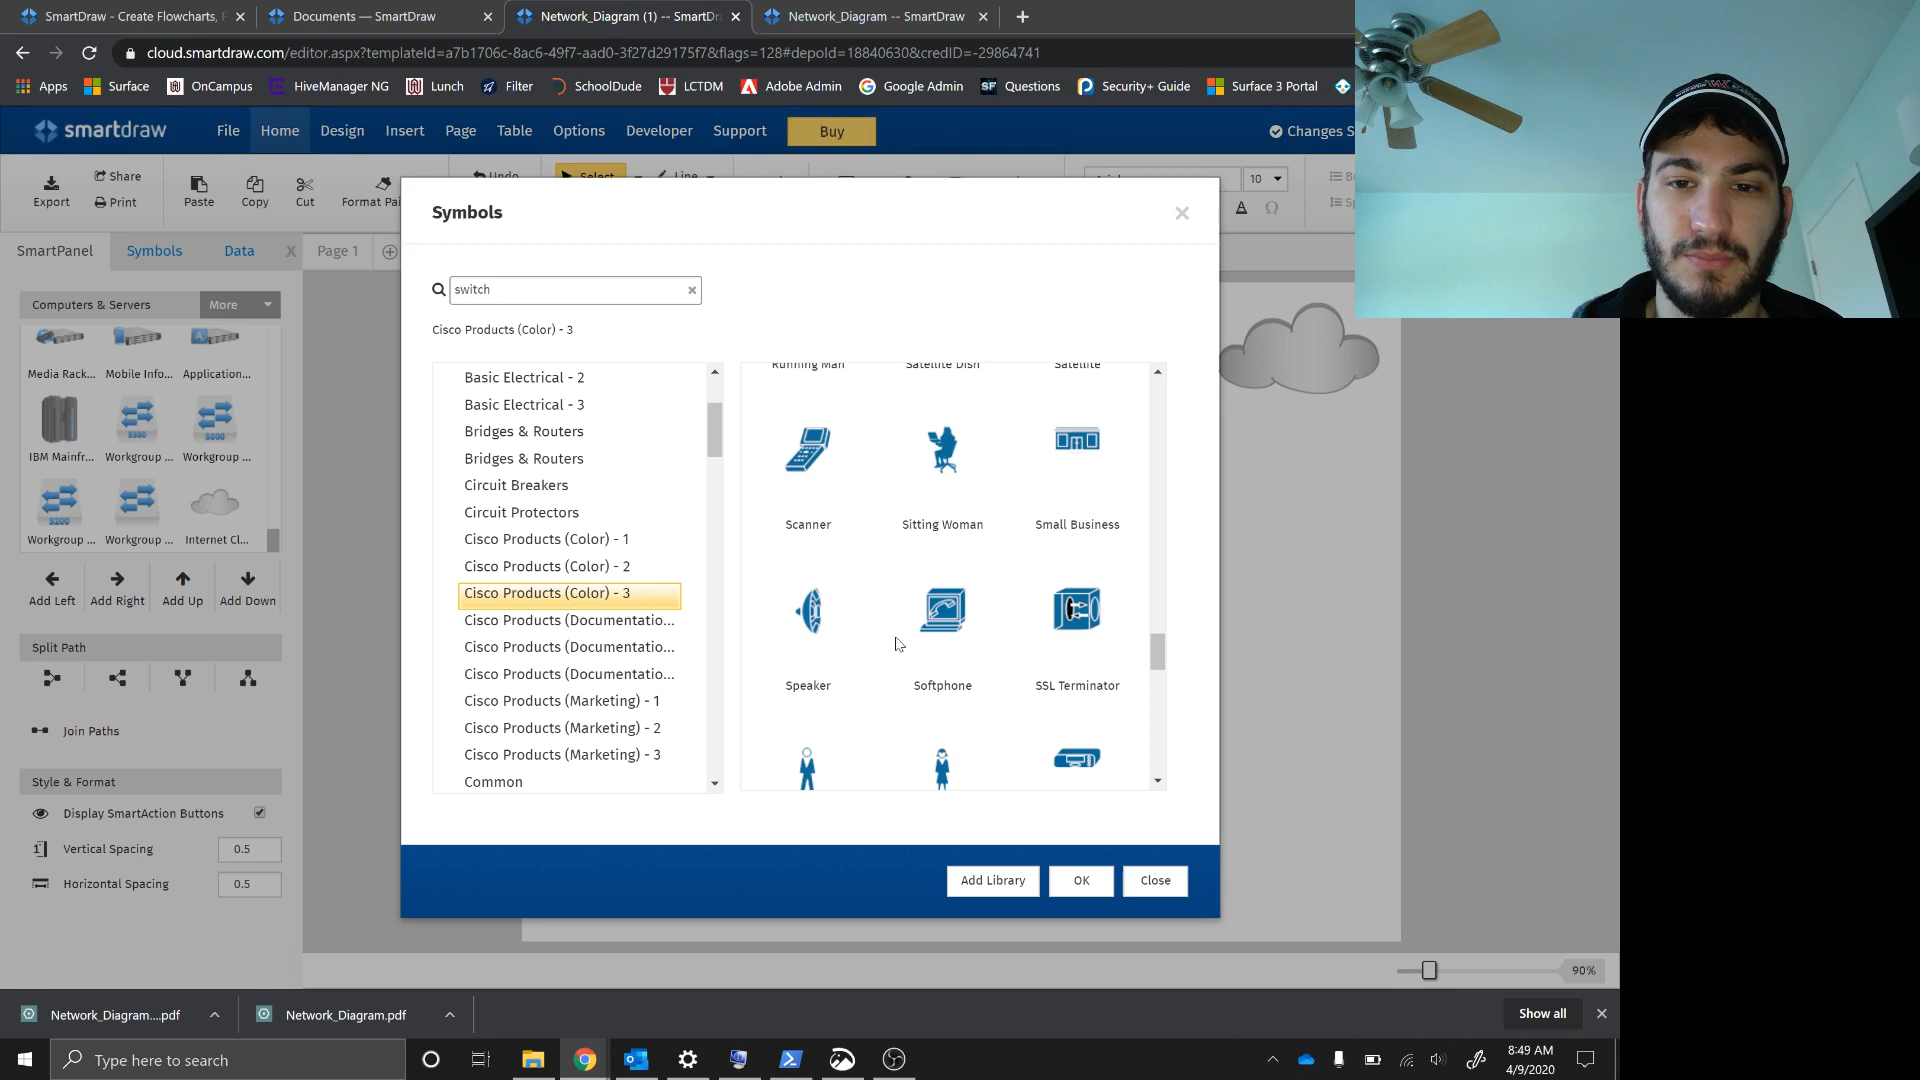 SmartDraw - Create Flowcharts, F
Documents — SmartDraw
Network_Diagram (1) -- SmartDr
Network_Diagram -- SmartDraw
cloud.smartdraw.com/editor.aspx?templateId=a7b1706c-8ac6-49f7-aad0-3f27d29175f7&flags=128#depoId=18840630&credID=-29864741
Apps Surface OnCampus HiveManager NG Lunch Filter SchoolDude LCTDM Adobe Admin Google Admin Questions Security+ Guide Surface 3 Portal
smartdraw File Home Design Insert Page Table Options Developer Support Buy Changes S
Share Undo Select Line
Export Print Paste Copy Cut Format Pai 10
SmartPanel Symbols Data X Page 1
Symbols
Computers & Servers More
switch
Cisco Products (Color) - 3
Media Rack... Mobile Info... Application...
IBM Mainfr... Workgroup ... Workgroup ...
Workgroup ... Workgroup ... Internet Cl...
Add Left Add Right Add Up Add Down
Split Path
Join Paths
Style & Format
Display SmartAction Buttons
Vertical Spacing 0.5
Horizontal Spacing 0.5
Basic Electrical - 2
Basic Electrical - 3
Bridges & Routers
Bridges & Routers
Circuit Breakers
Circuit Protectors
Cisco Products (Color) - 1
Cisco Products (Color) - 2
Cisco Products (Color) - 3
Cisco Products (Documentatio...
Cisco Products (Documentatio...
Cisco Products (Documentatio...
Cisco Products (Marketing) - 1
Cisco Products (Marketing) - 2
Cisco Products (Marketing) - 3
Common
Running Man Satellite Dish Satellite
Scanner Sitting Woman Small Business
Speaker Softphone SSL Terminator
Add Library OK Close
90%
Network_Diagram....pdf Network_Diagram.pdf Show all
Type here to search
8:49 AM
4/9/2020